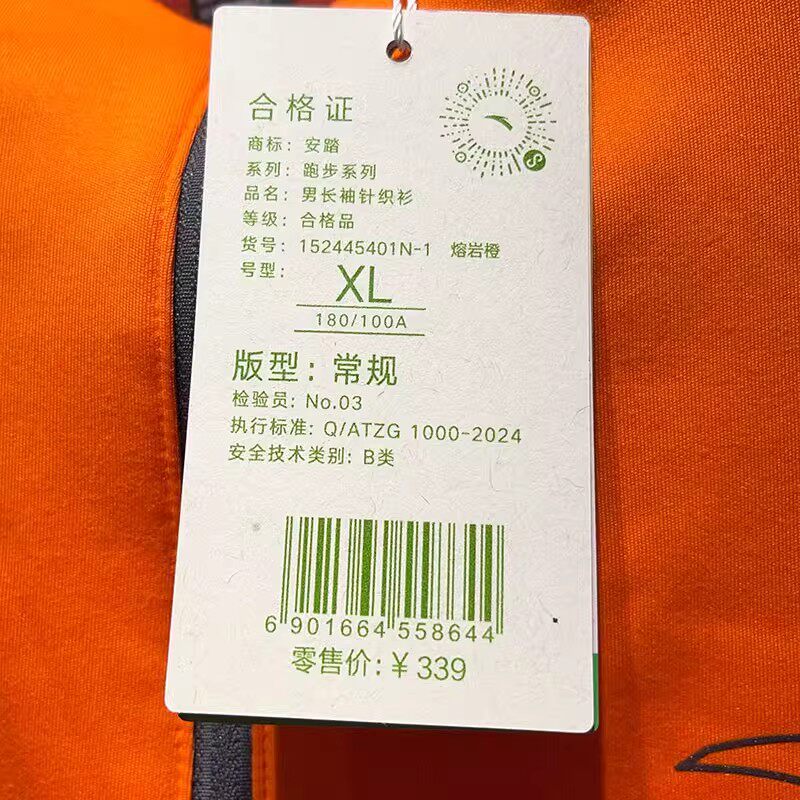 合格证
商标: 安踏
系列: 跑步系列
品名: 男长袖针织衫
等级: 合格品
货号: 152445401N-1 熔岩橙
号型: XL
180/100A
版型: 常规
检验员: No.03
执行标准: Q/ATZG 1000-2024
安全技术类别: B类
6 901664 558644
零售价: ¥ 339